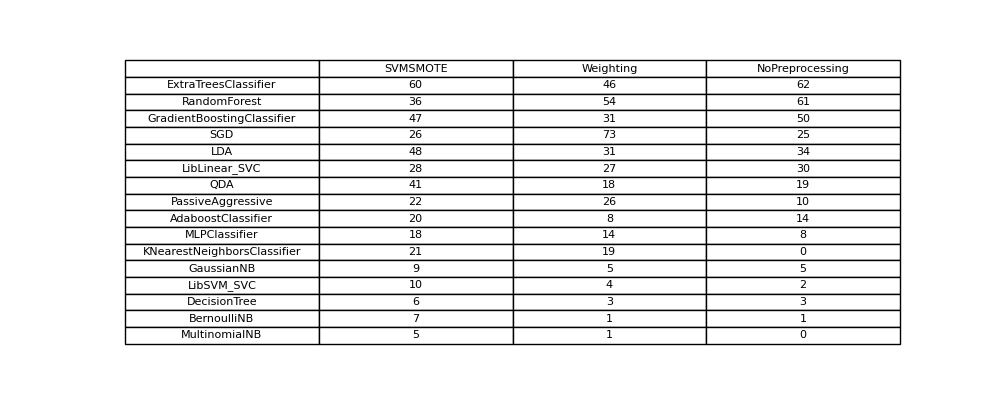 SVMSMOTE Weighting NoPreprocessing
ExtraTreesClassifier 60 46 62
RandomForest 36 54 61
GradientBoostingClassifier 47 31 50
SGD 26 73 25
LDA 48 31 34
LibLinear_SVC 28 27 30
QDA 41 18 19
PassiveAggressive 22 26 10
AdaboostClassifier 20 8 14
MLPClassifier 18 14 8
KNearestNeighborsClassifier 21 19 0
GaussianNB 9 5 5
LibSVM_SVC 10 4 2
DecisionTree 6 3 3
BernoulliNB 7 1 1
MultinomialNB 5 1 0